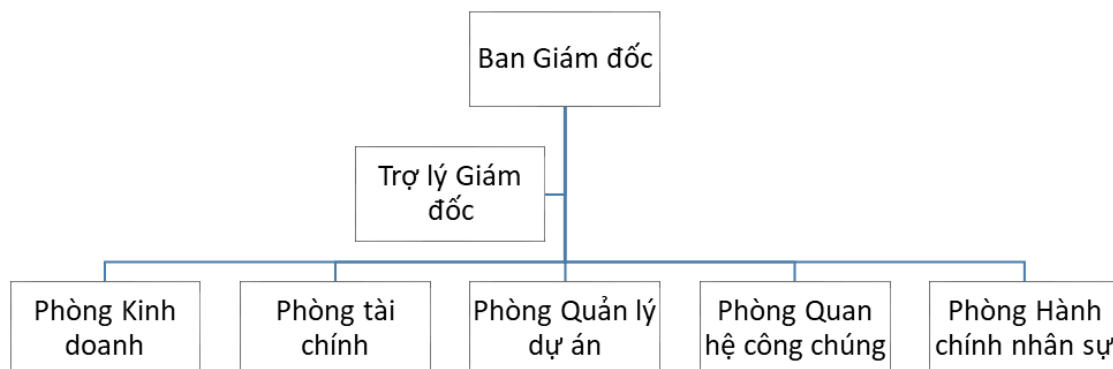 Ban Giám đốc
Trợ lý Giám
đốc
Phòng Kinh
doanh
Phòng tài
chính
Phòng Quản lý
dự án
Phòng Quan
hệ công chúng
Phòng Hành
chính nhân sự